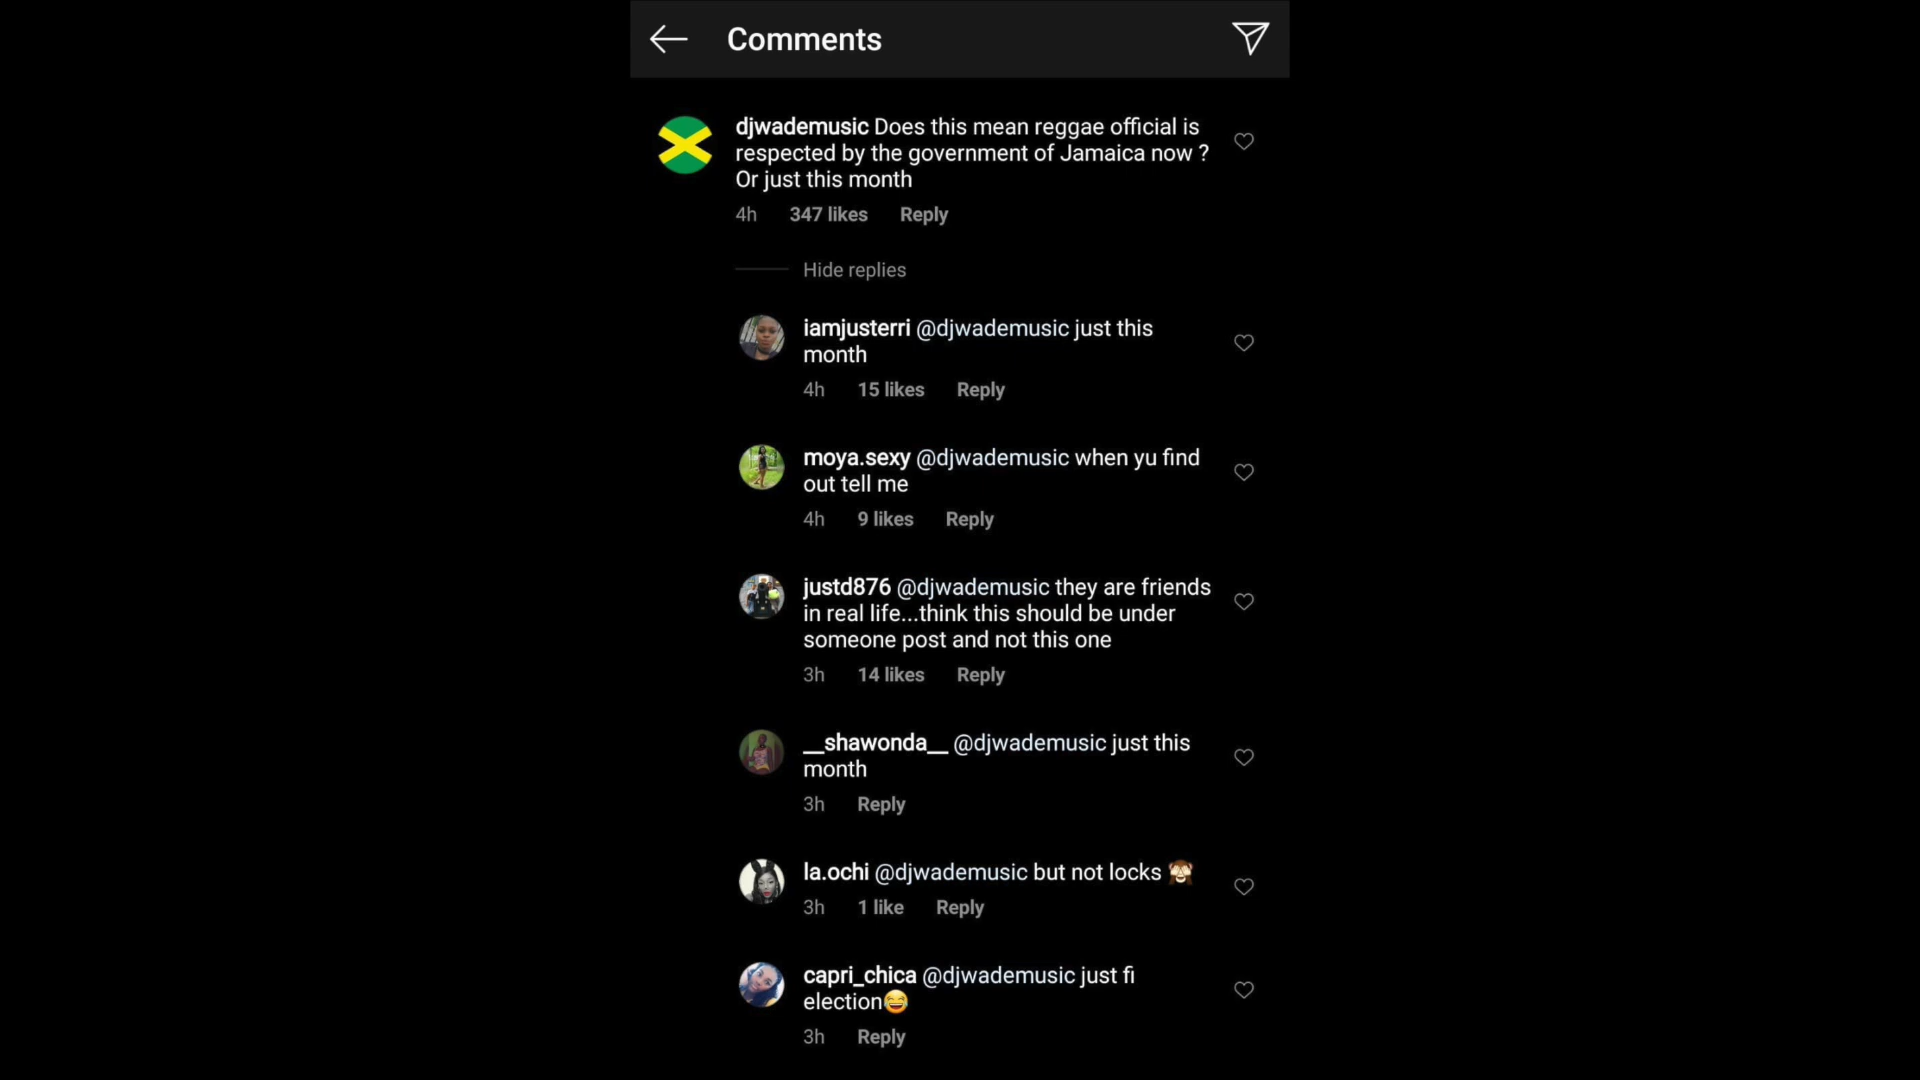 Comments
djwademusic Does this mean reggae official is
respected by the government of Jamaica now ?
Or just this month
4h 347 likes Reply
Hide replies
iamjusterri @djwademusic just this
month
4h 15 likes Reply
moya.sexy @djwademusic when yu find
out tell me
4h 9 likes Reply
justd876 @djwademusic they are friends
in real life...think this should be under
someone post and not this one
3h 14 likes Reply
__shawonda__ @djwademusic just this
month
3h Reply
la.ochi @djwademusic but not locks 🙈
3h 1 like Reply
capri_chica @djwademusic just fi
election😂
3h Reply